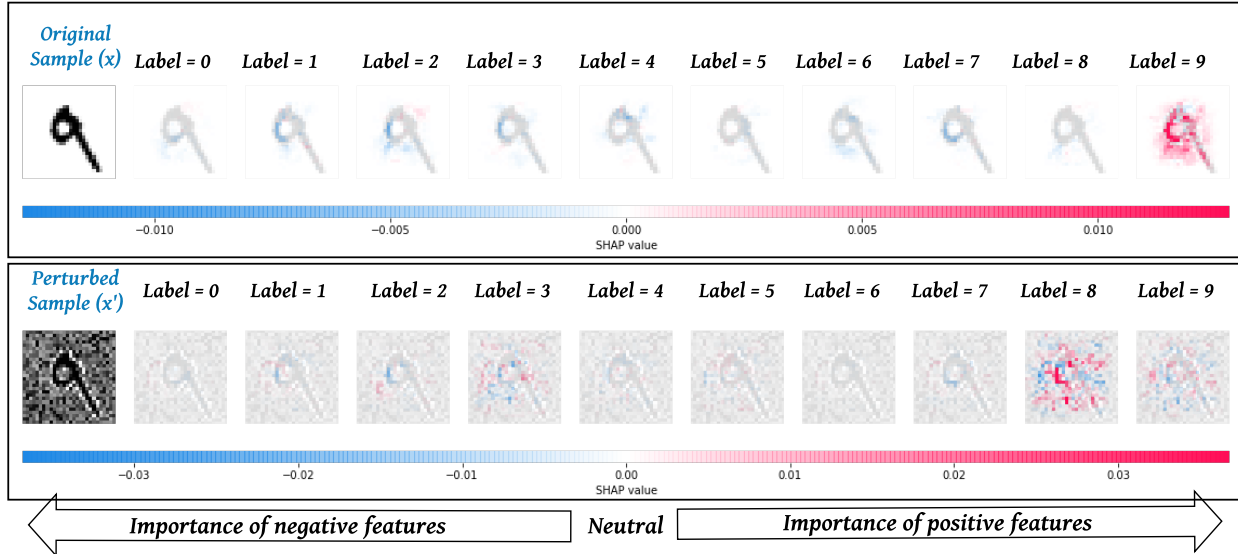 Original
Sample (x) Label = 0 Label = 1 Label = 2 Label = 3 Label = 4 Label = 5 Label = 6 Label = 7 Label = 8 Label = 9
−0.010 −0.005 0.000 0.005 0.010
SHAP value
Perturbed
Sample (x') Label = 0 Label = 1 Label = 2 Label = 3 Label = 4 Label = 5 Label = 6 Label = 7 Label = 8 Label = 9
−0.03 −0.02 −0.01 0.00 0.01 0.02 0.03
SHAP value
Importance of negative features Neutral Importance of positive features